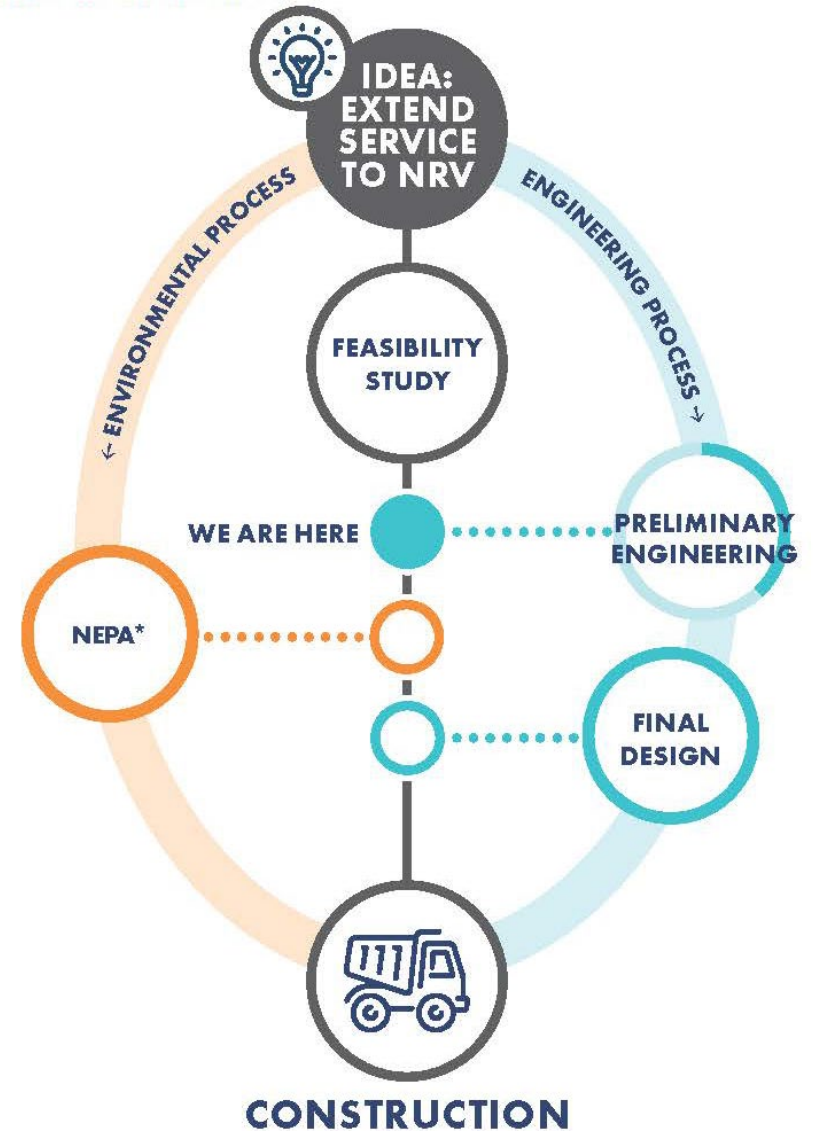 IDEA:
EXTEND
SERVICE
TO NRV
← ENVIRONMENTAL PROCESS
ENGINEERING PROCESS →
FEASIBILITY
STUDY
WE ARE HERE
PRELIMINARY
ENGINEERING
NEPA*
FINAL
DESIGN
CONSTRUCTION